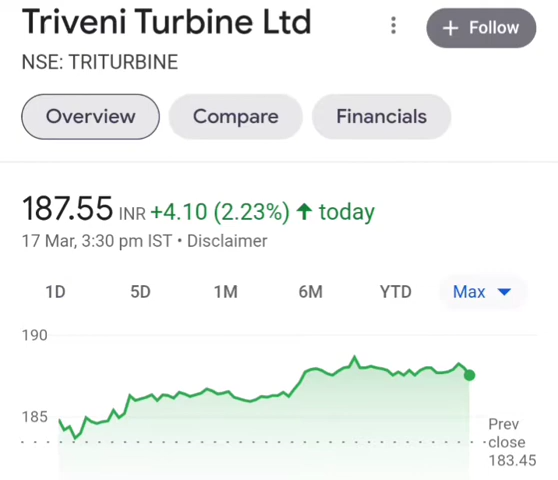 Triveni Turbine Ltd
+ Follow
NSE: TRITURBINE
Overview
Compare
Financials
187.55 INR +4.10 (2.23%) ↑ today
17 Mar, 3:30 pm IST • Disclaimer
1D 5D 1M 6M YTD Max
190
185
Prev
close
183.45